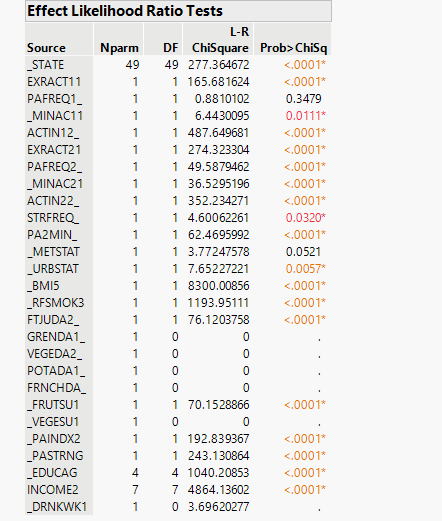 Effect Likelihood Ratio Tests
L-R
Source Nparm DF ChiSquare Prob>ChiSq
_STATE 49 49 277.364672 <.0001*
EXRACT11 1 1 165.681624 <.0001*
PAFREQ1_ 1 1 0.8810102 0.3479
_MINAC11 1 1 6.4430095 0.0111*
ACTIN12_ 1 1 487.649681 <.0001*
EXRACT21 1 1 274.323304 <.0001*
PAFREQ2_ 1 1 49.5879462 <.0001*
_MINAC21 1 1 36.5295196 <.0001*
ACTIN22_ 1 1 352.234271 <.0001*
STRFREQ_ 1 1 4.60062261 0.0320*
PA2MIN_ 1 1 62.4695992 <.0001*
_METSTAT 1 1 3.77247578 0.0521
_URBSTAT 1 1 7.65227221 0.0057*
_BMI5 1 1 8300.00856 <.0001*
_RFSMOK3 1 1 1193.95111 <.0001*
FTJUDA2_ 1 1 76.1203758 <.0001*
GRENDA1_ 1 0 0 .
VEGEDA2_ 1 0 0 .
POTADA1_ 1 0 0 .
FRNCHDA_ 1 0 0 .
_FRUTSU1 1 1 70.1528866 <.0001*
_VEGESU1 1 0 0 .
_PAINDX2 1 1 192.839367 <.0001*
_PASTRNG 1 1 243.130864 <.0001*
_EDUCAG 4 4 1040.20853 <.0001*
INCOME2 7 7 4864.13602 <.0001*
_DRNKWK1 1 0 3.69620277 .